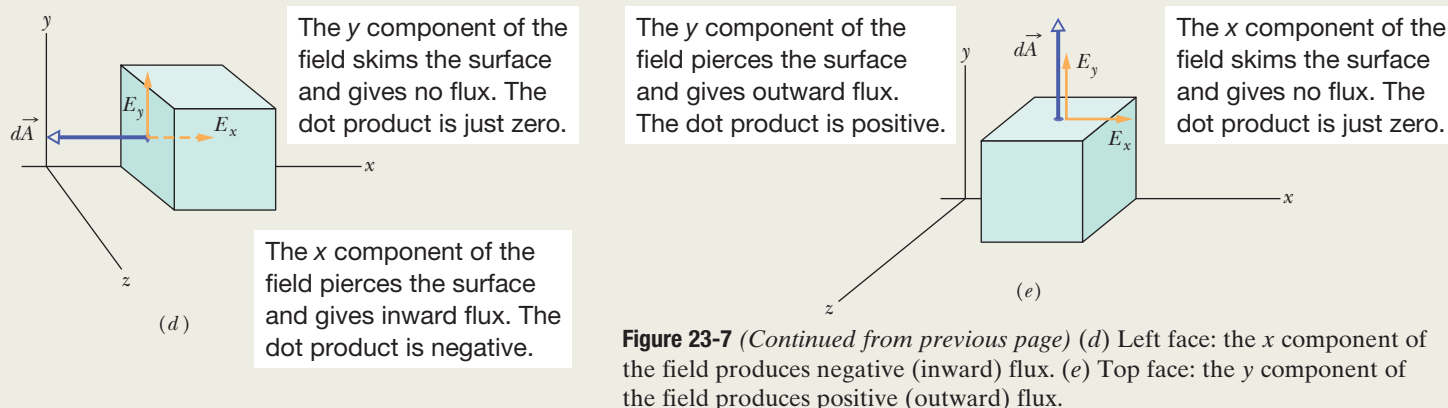 y
The y component of the
field skims the surface
and gives no flux. The
dot product is just zero.
E_y
dA
E_x
x
z
(d)
The x component of the
field pierces the surface
and gives inward flux. The
dot product is negative.
The y component of the
field pierces the surface
and gives outward flux.
The dot product is positive.
y
dA
E_y
E_x
x
z
(e)
The x component of the
field skims the surface
and gives no flux. The
dot product is just zero.
Figure 23-7 (Continued from previous page) (d) Left face: the x component of
the field produces negative (inward) flux. (e) Top face: the y component of
the field produces positive (outward) flux.